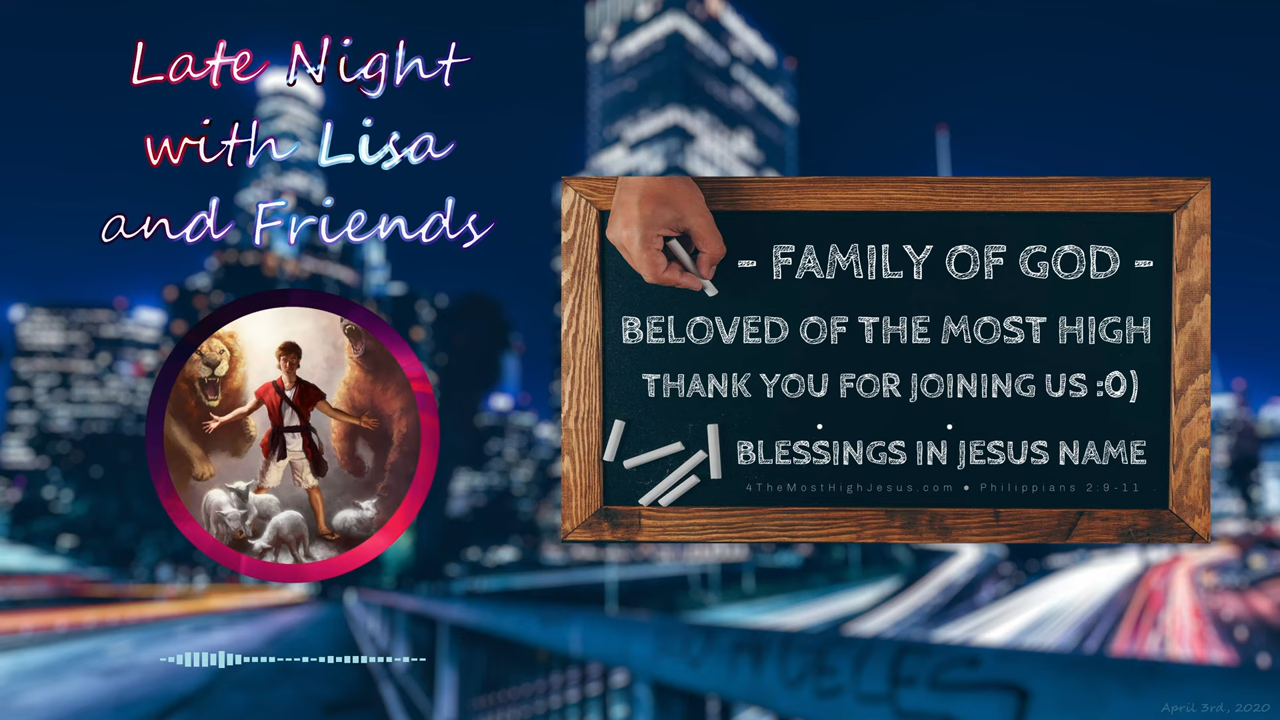 Late Night
with Lisa
and Friends
- FAMILY OF GOD -
BELOVED OF THE MOST HIGH
THANK YOU FOR JOINING US :0)
BLESSINGS IN JESUS NAME
4TheMostHighJesus.com • Philippians 2:9-11
April 3rd, 2020